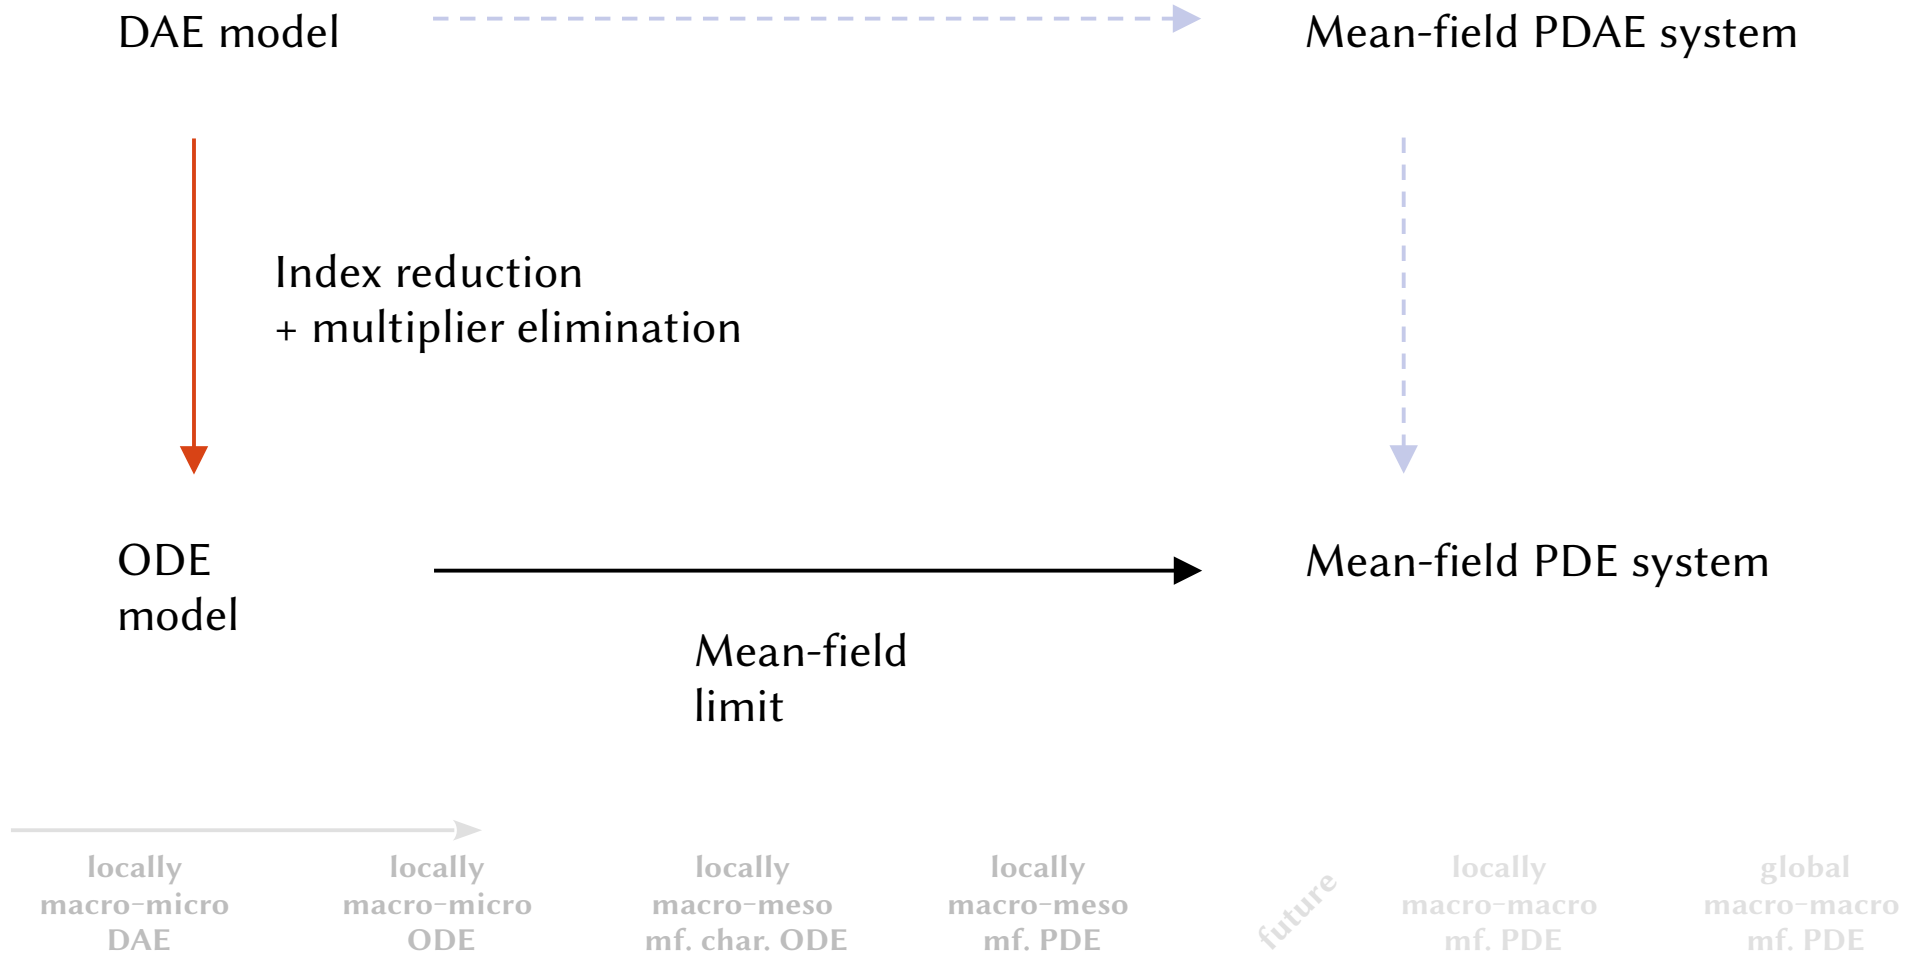 DAE model
Mean-field PDAE system
Index reduction
+ multiplier elimination
ODE
model
Mean-field PDE system
Mean-field
limit
locally
macro–micro
DAE
locally
macro–micro
ODE
locally
macro–meso
mf. char. ODE
locally
macro–meso
mf. PDE
future
locally
macro–macro
mf. PDE
global
macro–macro
mf. PDE